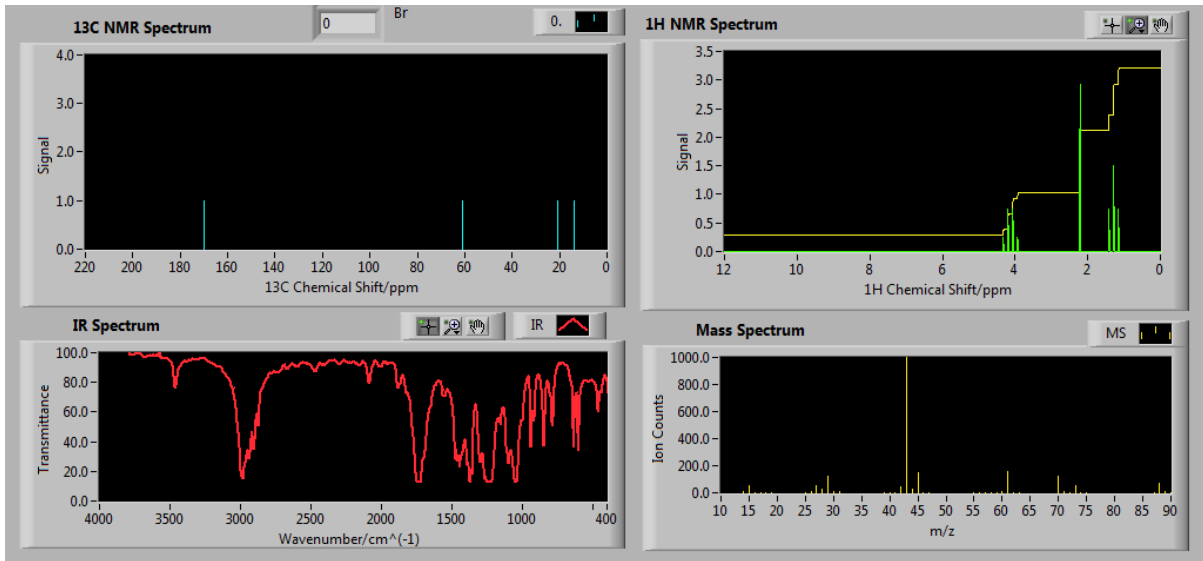 13C NMR Spectrum
0
Br
0.
4.0
3.0
2.0
1.0
0.0
Signal
220 200 180 160 140 120 100 80 60 40 20 0
13C Chemical Shift/ppm
1H NMR Spectrum
3.5
3.0
2.5
2.0
1.5
1.0
0.5
0.0
Signal
12 10 8 6 4 2 0
1H Chemical Shift/ppm
IR Spectrum
IR
100.0
80.0
60.0
40.0
20.0
0.0
Transmittance
4000 3000 2000 1000 400
Wavenumber/cm^(-1)
Mass Spectrum
MS
1000.0
800.0
600.0
400.0
200.0
0.0
Ion Counts
10 15 20 25 30 35 40 45 50 55 60 65 70 75 80 85 90
m/z